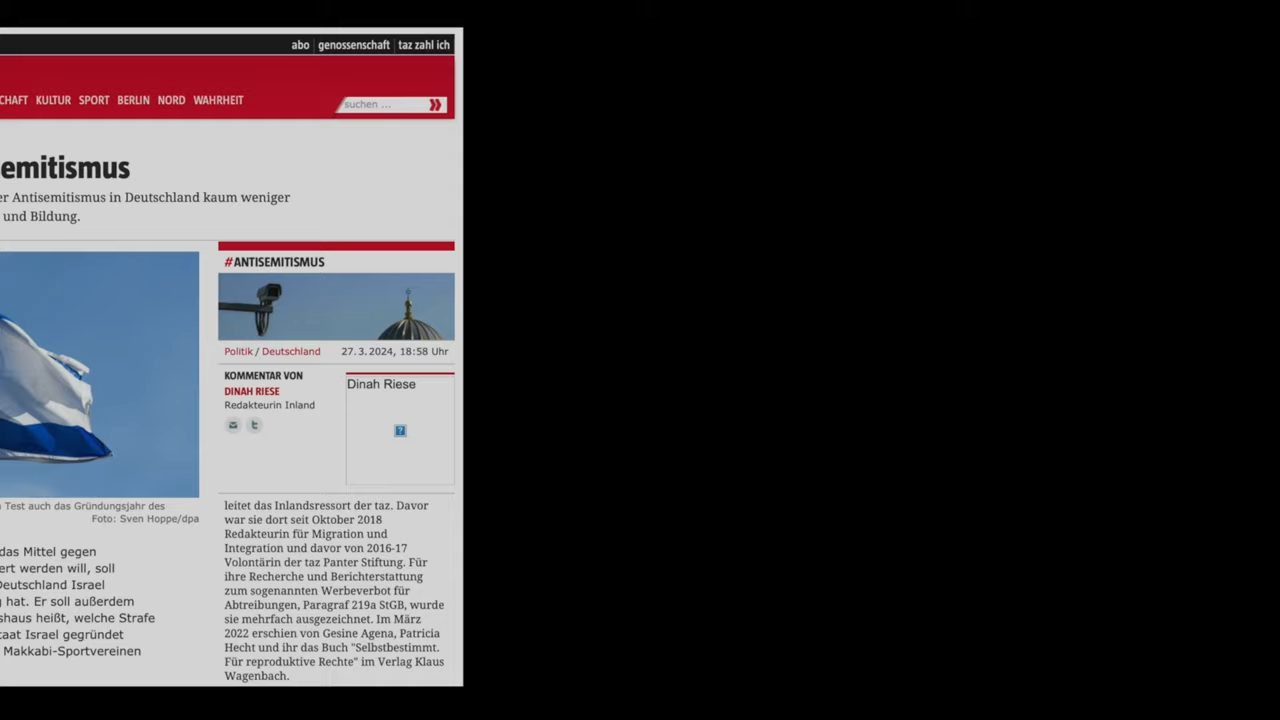 abo genossenschaft taz zahl ich
CHAFT KULTUR SPORT BERLIN NORD WAHRHEIT
suchen ...
emitismus
er Antisemitismus in Deutschland kaum weniger
und Bildung.
#ANTISEMITISMUS
Politik / Deutschland 27. 3. 2024, 18:58 Uhr
KOMMENTAR VON
DINAH RIESE
Redakteurin Inland
Dinah Riese
Test auch das Gründungsjahr des
Foto: Sven Hoppe/dpa
das Mittel gegen
ert werden will, soll
Deutschland Israel
hat. Er soll außerdem
shaus heißt, welche Strafe
taat Israel gegründet
Makkabi-Sportvereinen
leitet das Inlandsressort der taz. Davor
war sie dort seit Oktober 2018
Redakteurin für Migration und
Integration und davor von 2016-17
Volontärin der taz Panter Stiftung. Für
ihre Recherche und Berichterstattung
zum sogenannten Werbeverbot für
Abtreibungen, Paragraf 219a StGB, wurde
sie mehrfach ausgezeichnet. Im März
2022 erschien von Gesine Agena, Patricia
Hecht und ihr das Buch "Selbstbestimmt.
Für reproduktive Rechte" im Verlag Klaus
Wagenbach.